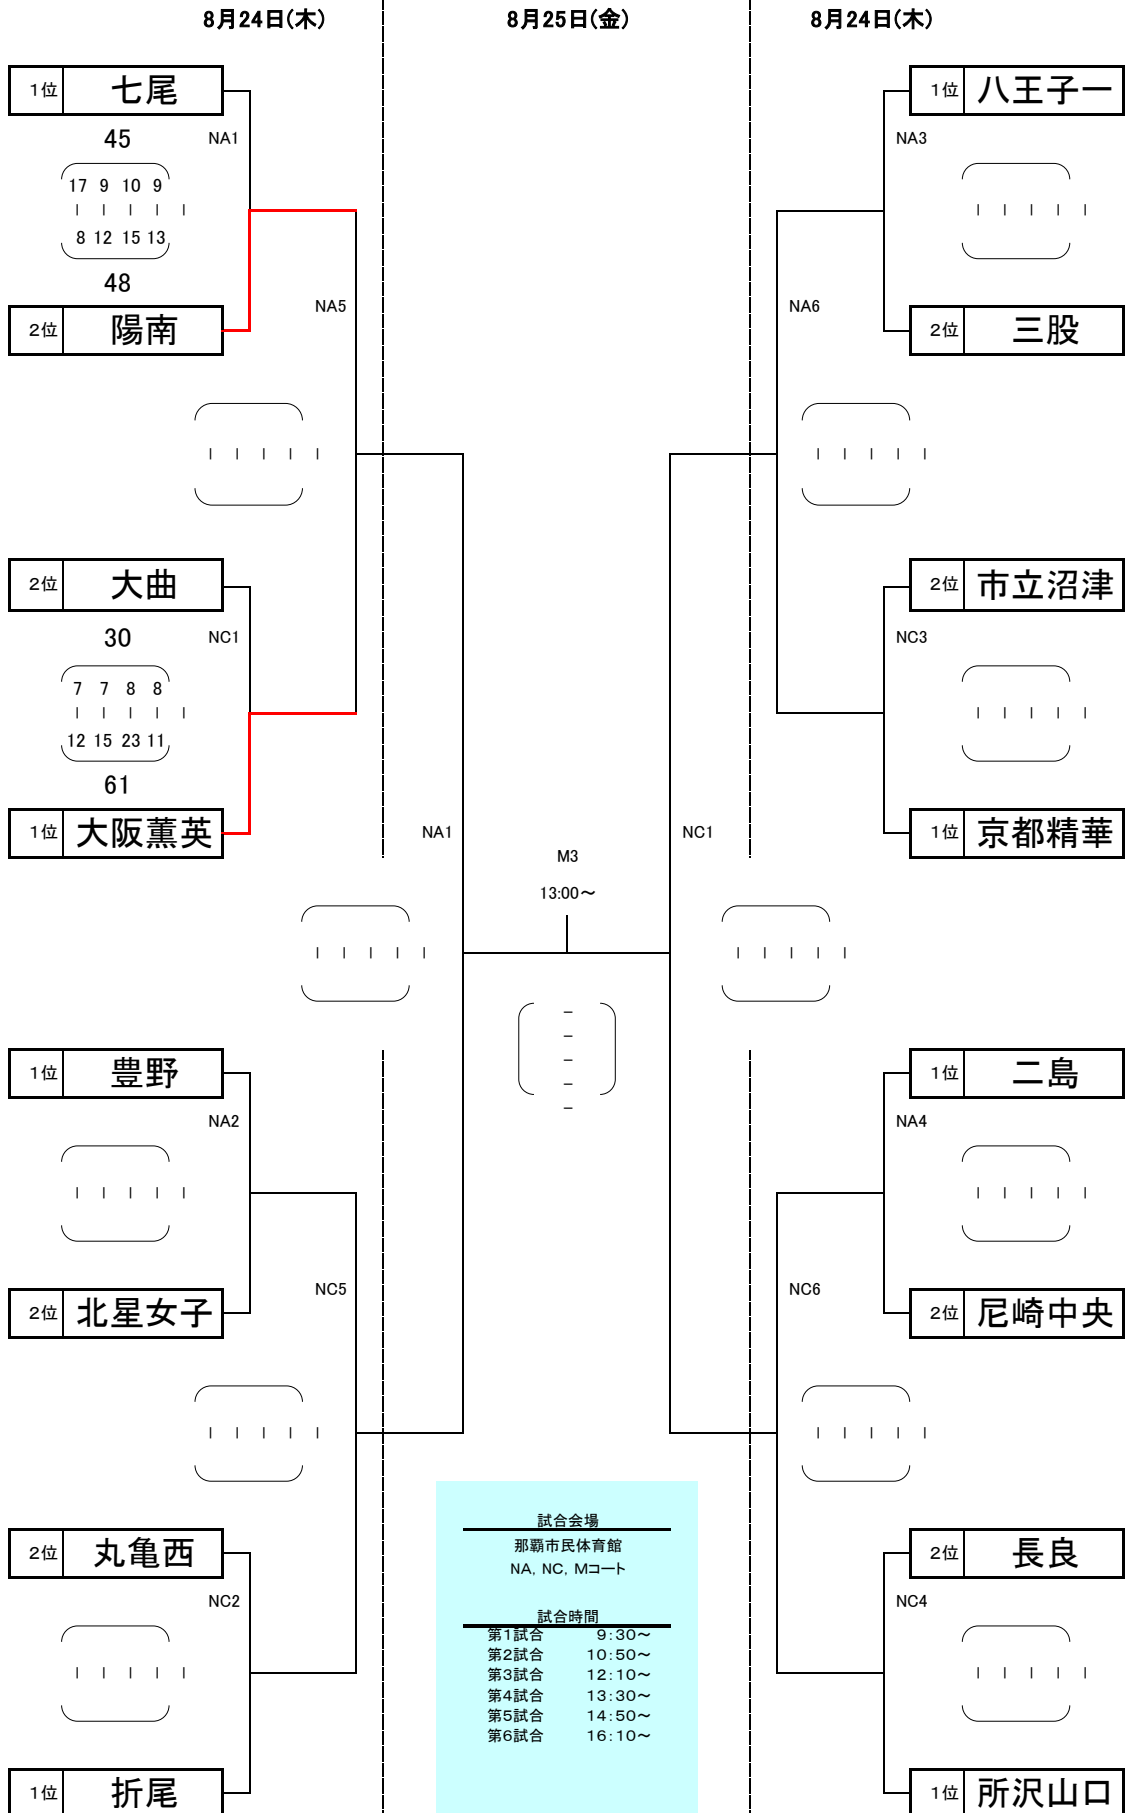 8月24日(木) 8月25日(金) 8月24日(木)
1位 七尾 1位 八王子一
45 NA1 NA3
17 9 10 9
8 12 15 13
48
NA5 NA6
2位 陽南 2位 三股
2位 大曲 2位 市立沼津
30 NC1 NC3
7 7 8 8
12 15 23 11
61
1位 大阪薫英 NA1 NC1 1位 京都精華
M3
13:00～
1位 豊野 1位 二島
NA2 NA4
NC5 NC6
2位 北星女子 2位 尼崎中央
試合会場
那覇市民体育館
NA, NC, Mコート
2位 丸亀西 2位 長良
NC2 NC4
試合時間
第1試合 9:30～
第2試合 10:50～
第3試合 12:10～
第4試合 13:30～
第5試合 14:50～
第6試合 16:10～
1位 折尾 1位 所沢山口